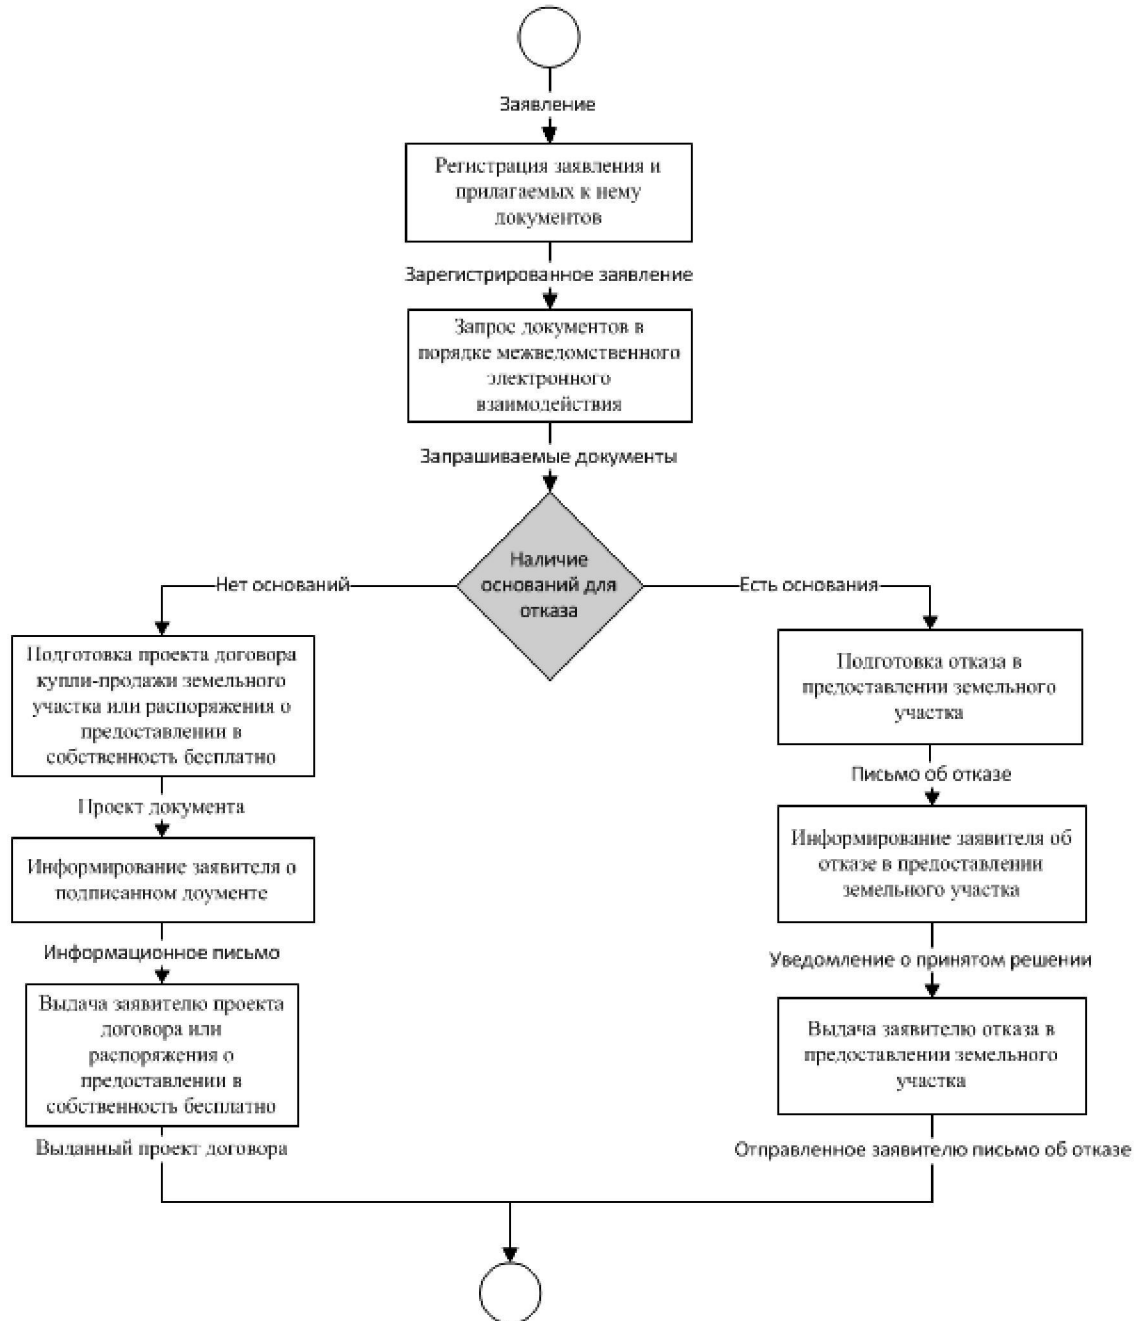 Заявление
Регистрация заявления и
прилагаемых к нему
документов
Зарегистрированное заявление
Запрос документов в
порядке межведомственного
электронного
взаимодействия
Запрашиваемые документы
Наличие
оснований для
отказа
Нет оснований
Есть основания
Подготовка проекта договора
купли-продажи земельного
участка или распоряжения о
предоставлении в
собственность бесплатно
Проект документа
Информирование заявителя о
подписанном доументе
Информационное письмо
Выдача заявителю проекта
договора или
распоряжения о
предоставлении в
собственность бесплатно
Выданный проект договора
Подготовка отказа в
предоставлении земельного
участка
Письмо об отказе
Информирование заявителя об
отказе в предоставлении
земельного участка
Уведомление о принятом решении
Выдача заявителю отказа в
предоставлении земельного
участка
Отправленное заявителю письмо об отказе